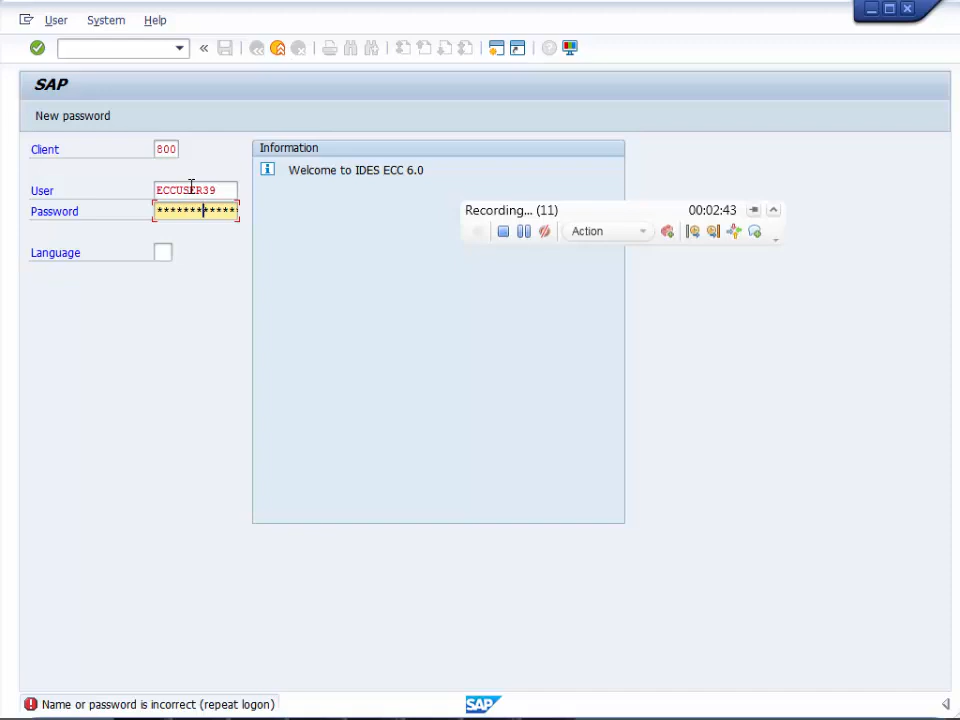 User System Help
SAP
New password
Client 800
Information
Welcome to IDES ECC 6.0
User ECCUSER39
Password ************
Recording... (11) 00:02:43
Action
Language
Name or password is incorrect (repeat logon)
SAP